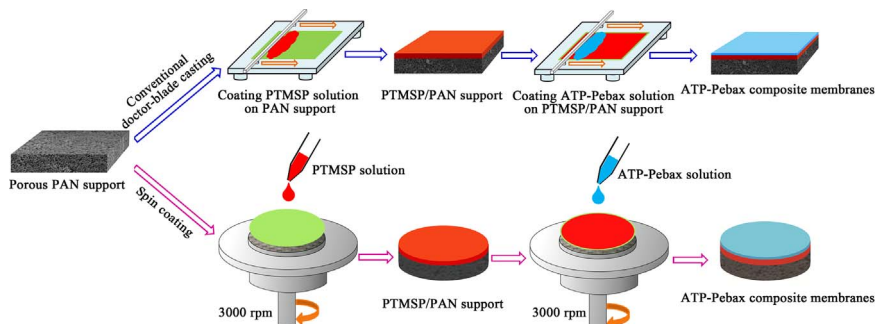 Conventional
doctor-blade casting
Coating PTMSP solution
on PAN support
PTMSP/PAN support
Coating ATP-Pebax solution
on PTMSP/PAN support
ATP-Pebax composite membranes
Porous PAN support
Spin coating
PTMSP solution
ATP-Pebax solution
3000 rpm
PTMSP/PAN support
3000 rpm
ATP-Pebax composite membranes